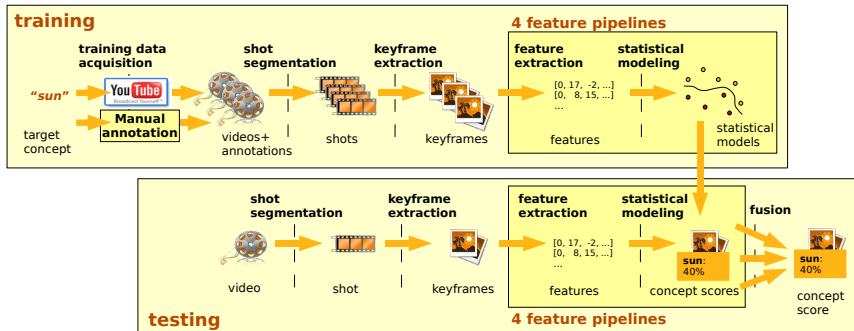 training
4 feature pipelines
training data
acquisition
shot
segmentation
keyframe
extraction
feature
extraction
statistical
modeling
"sun"
YouTube
Broadcast Yourself™
Manual
annotation
target
concept
videos+
annotations
shots
keyframes
[0, 17, -2, ...]
[0, 8, 15, ...]
...
features
statistical
models
shot
segmentation
keyframe
extraction
feature
extraction
statistical
modeling
fusion
[0, 17, -2, ...]
[0, 8, 15, ...]
...
sun:
40%
sun:
40%
video
shot
keyframes
features
concept scores
concept
score
testing
4 feature pipelines